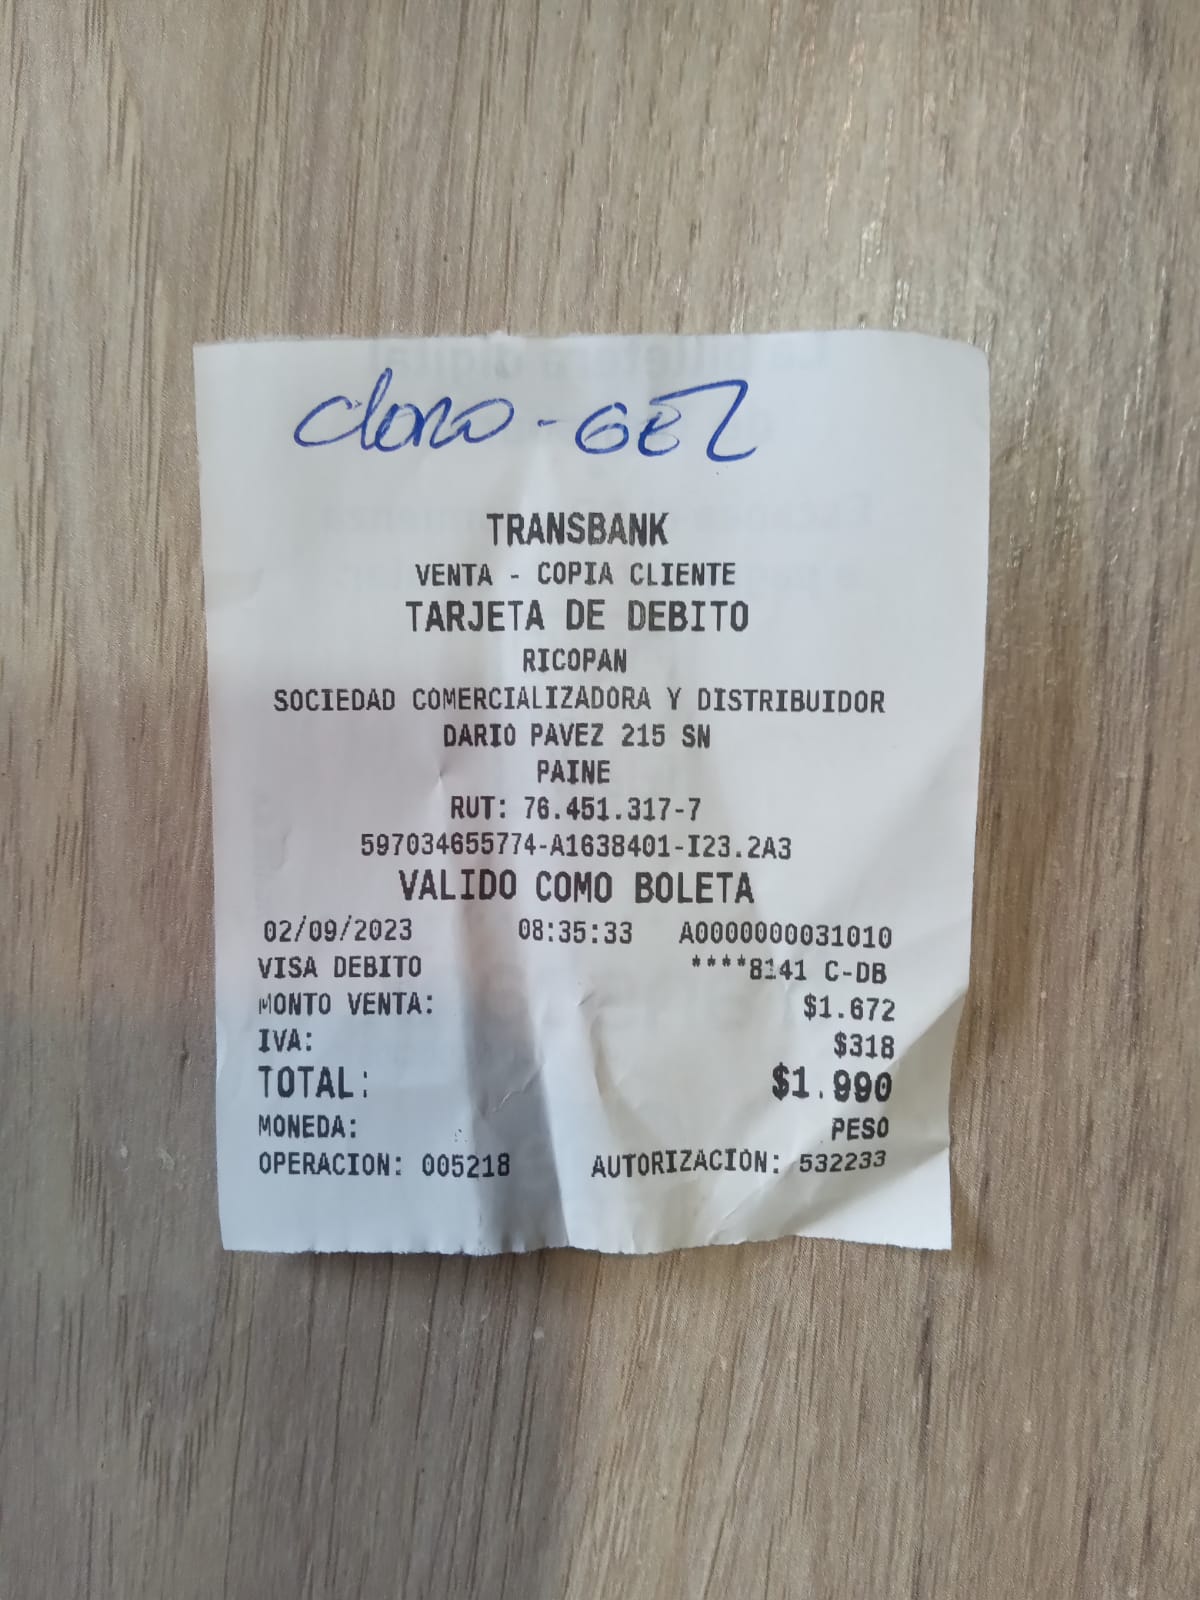 Cloro - GEL
TRANSBANK
VENTA - COPIA CLIENTE
TARJETA DE DEBITO
RICOPAN
SOCIEDAD COMERCIALIZADORA Y DISTRIBUIDOR
DARIO PAVEZ 215 SN
PAINE
RUT: 76.451.317-7
597034655774-A1638401-I23.2A3
VALIDO COMO BOLETA
02/09/2023 08:35:33 A0000000031010
VISA DEBITO ****8141 C-DB
MONTO VENTA: $1.672
IVA: $318
TOTAL: $1.990
MONEDA: PESO
OPERACION: 005218 AUTORIZACION: 532233